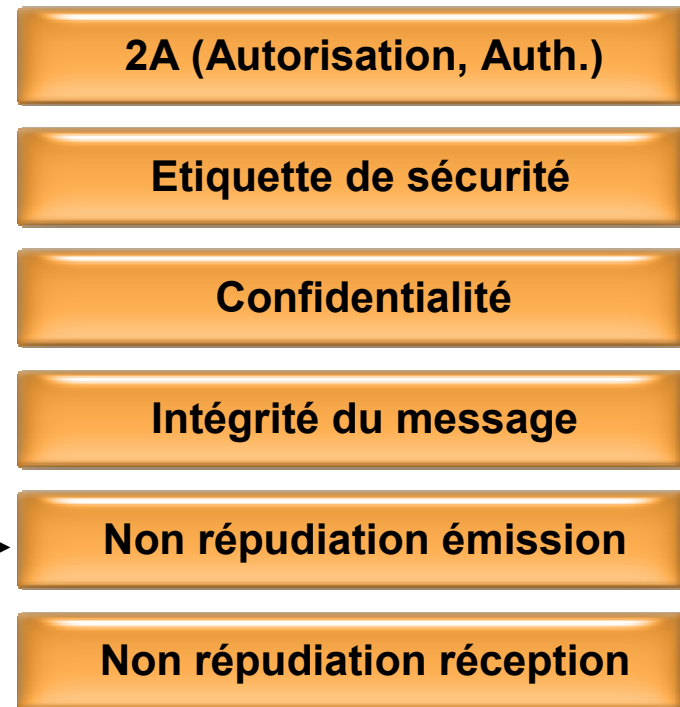 2A (Autorisation, Auth.)
Etiquette de sécurité
Confidentialité
Intégrité du message
Non répudiation émission
Non répudiation réception